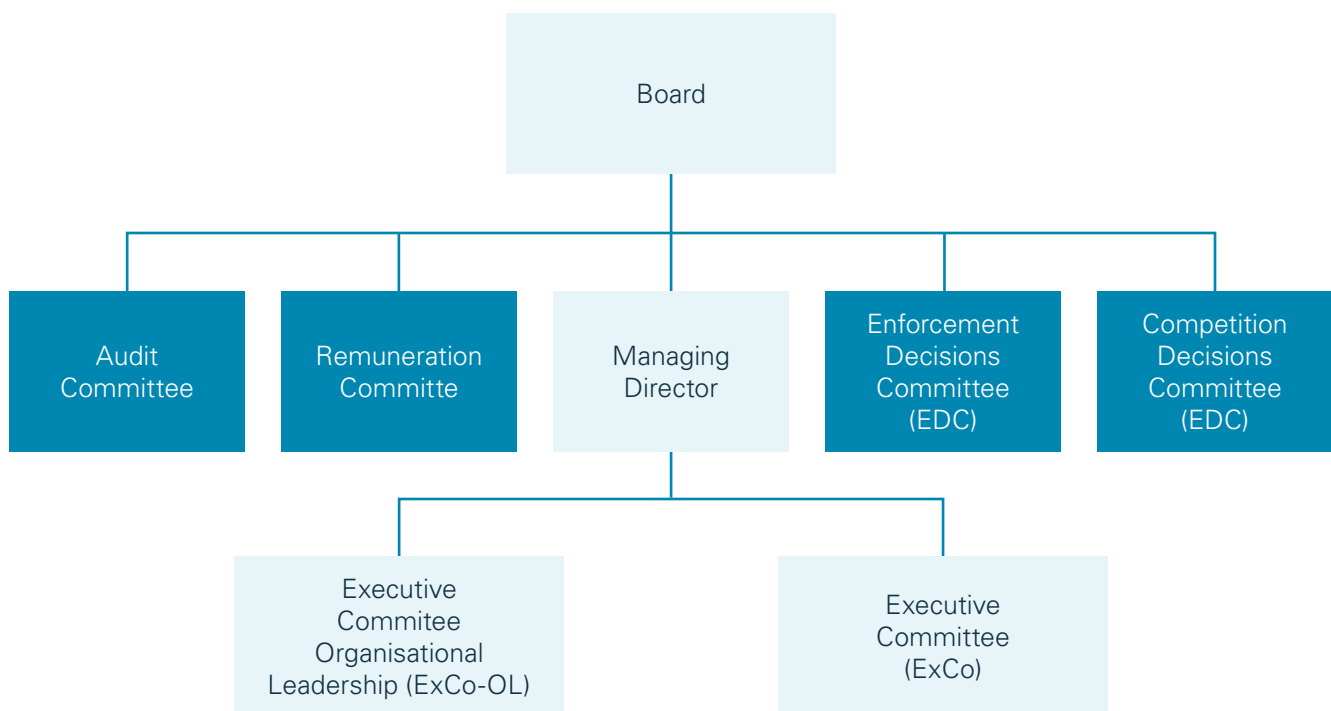 Board
Audit
Committee
Remuneration
Committe
Managing
Director
Enforcement
Decisions
Committee
(EDC)
Competition
Decisions
Committee
(EDC)
Executive
Commitee
Organisational
Leadership (ExCo-OL)
Executive
Committee
(ExCo)